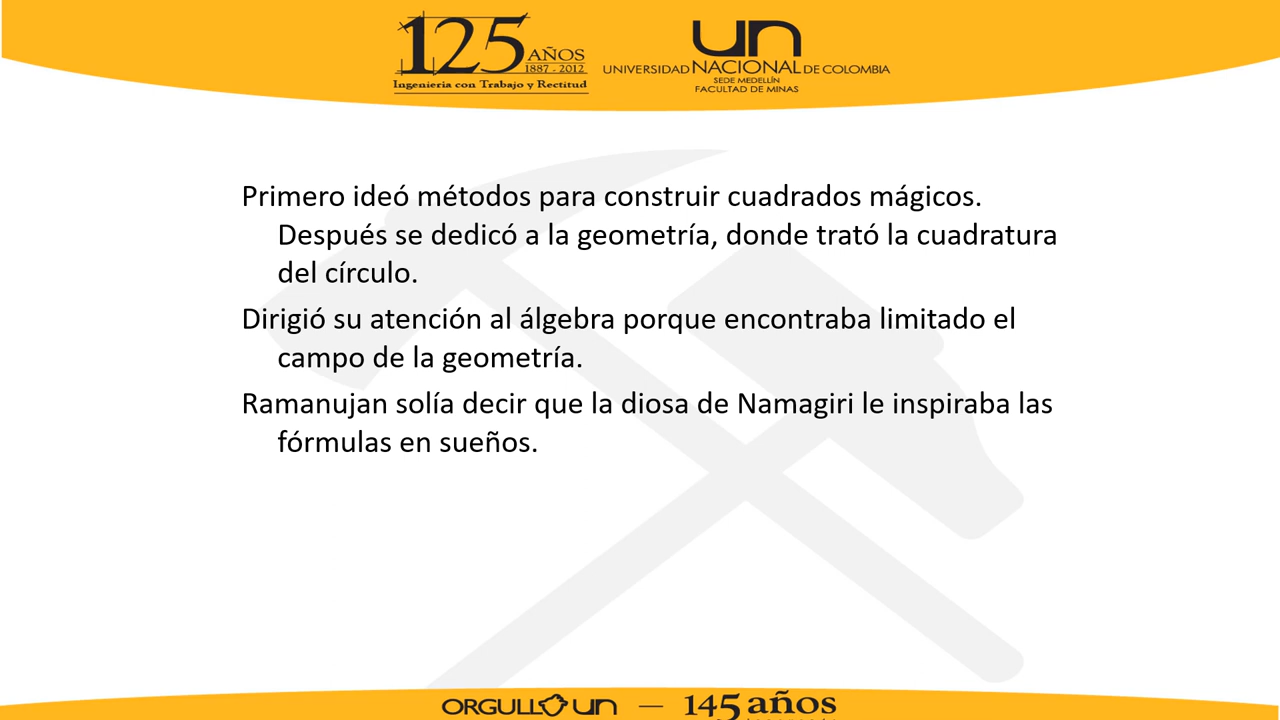 125 AÑOS
1887 - 2012
Ingeniería con Trabajo y Rectitud
un
UNIVERSIDAD NACIONAL DE COLOMBIA
SEDE MEDELLÍN
FACULTAD DE MINAS
Primero ideó métodos para construir cuadrados mágicos.
Después se dedicó a la geometría, donde trató la cuadratura
del círculo.
Dirigió su atención al álgebra porque encontraba limitado el
campo de la geometría.
Ramanujan solía decir que la diosa de Namagiri le inspiraba las
fórmulas en sueños.
ORGULLO un — 145 años